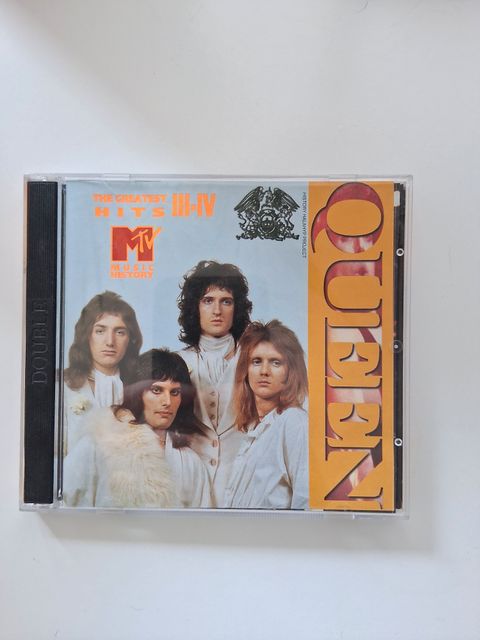 THE GREATEST
HITS III-IV
MTV
MUSIC
HISTORY
QUEEN
DOUBLE